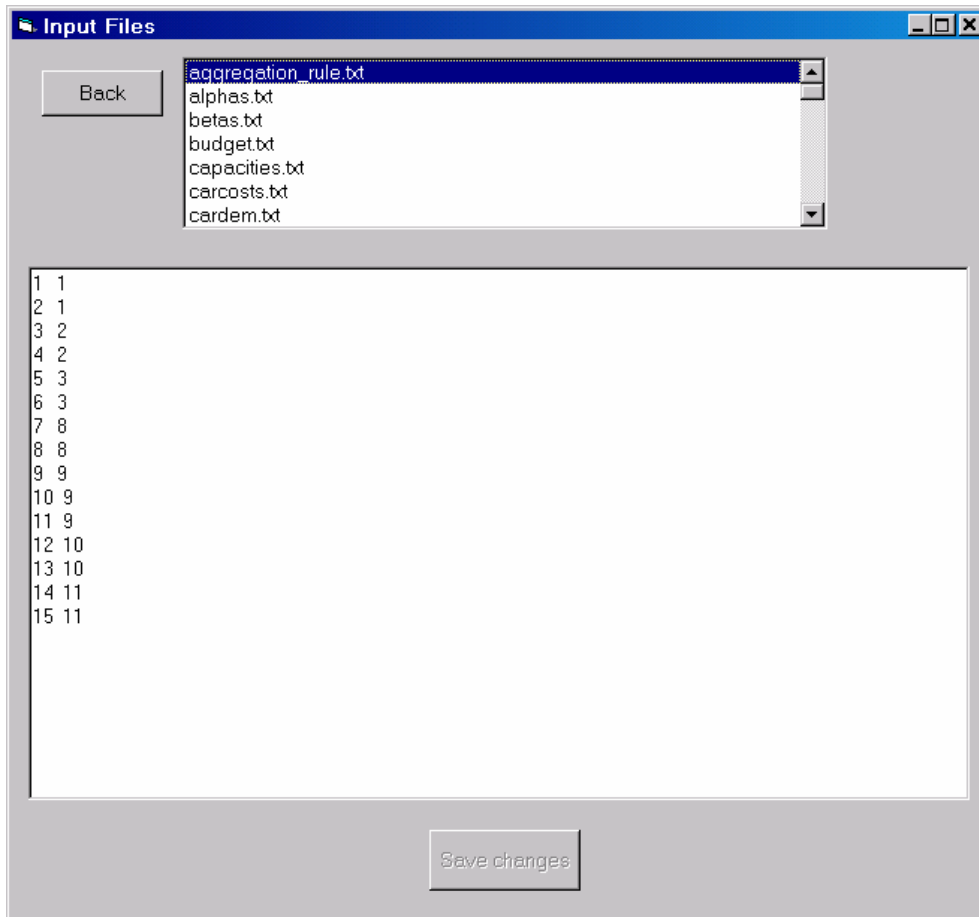 Input Files
Back
aggregation_rule.txt
alphas.txt
betas.txt
budget.txt
capacities.txt
carcosts.txt
cardem.txt
1 1
2 1
3 2
4 2
5 3
6 3
7 8
8 8
9 9
10 9
11 9
12 10
13 10
14 11
15 11
Save changes